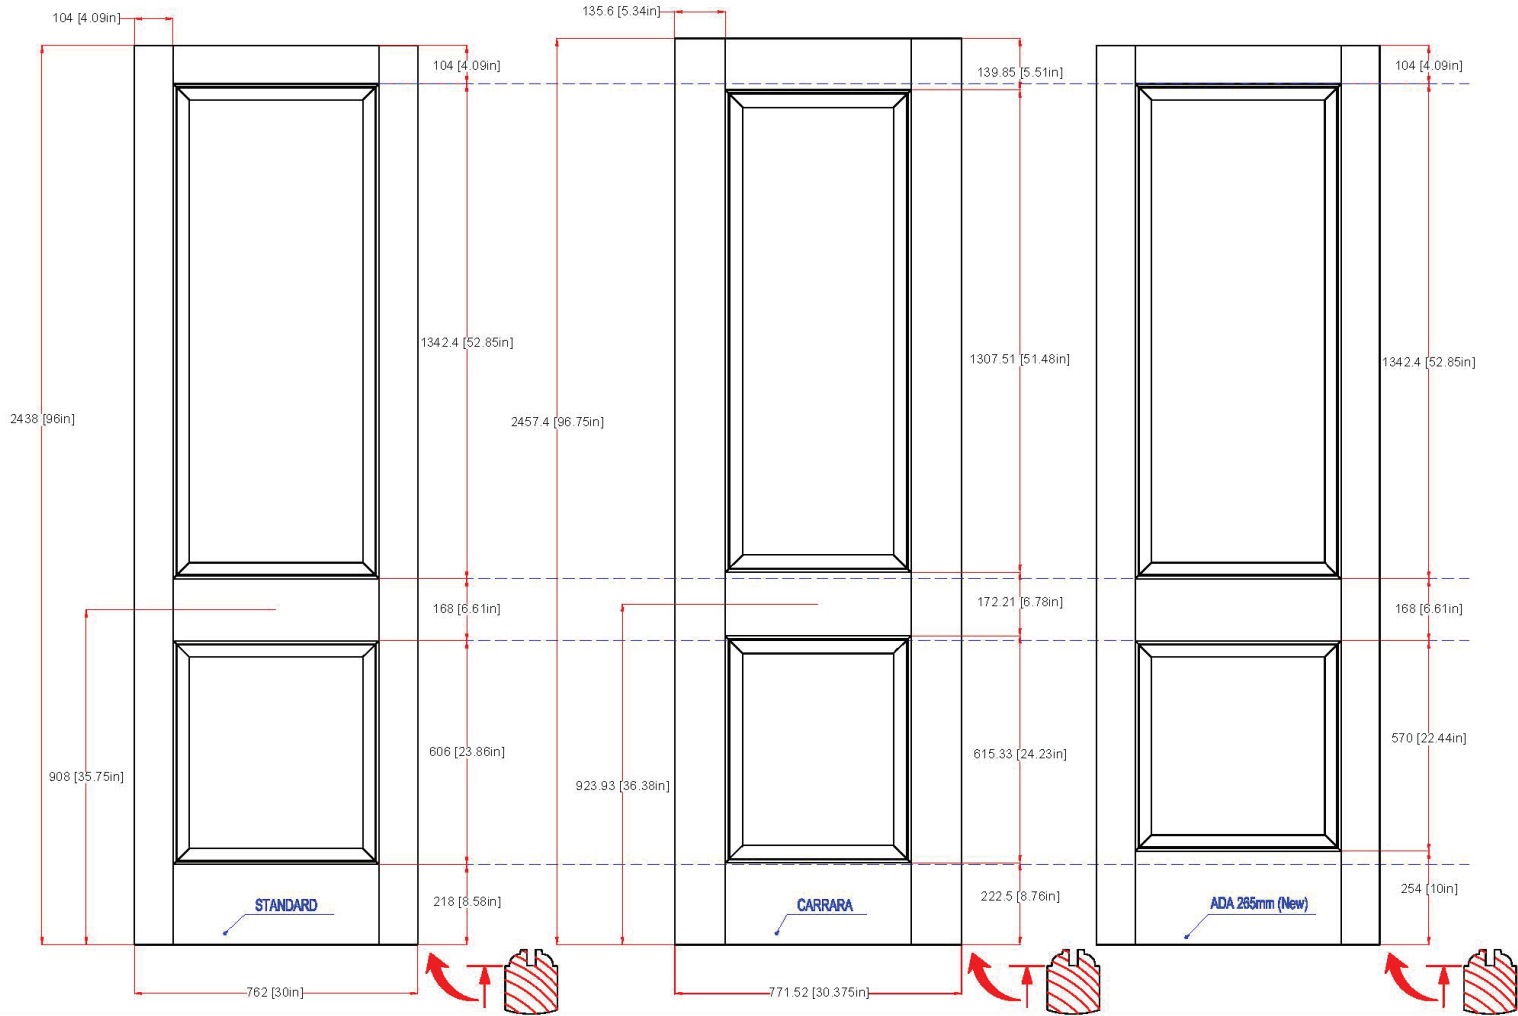 104 [4.09in]
135.6 [5.34in]
104 [4.09in]
139.85 [5.51in]
104 [4.09in]
1342.4 [52.85in]
1307.51 [51.48in]
1342.4 [52.85in]
2438 [96in]
2457.4 [96.75in]
168 [6.61in]
172.21 [6.78in]
168 [6.61in]
606 [23.86in]
615.33 [24.23in]
570 [22.44in]
908 [35.75in]
923.93 [36.38in]
218 [8.58in]
222.5 [8.76in]
254 [10in]
STANDARD
CARRARA
ADA 265mm (New)
762 [30in]
771.52 [30.375in]